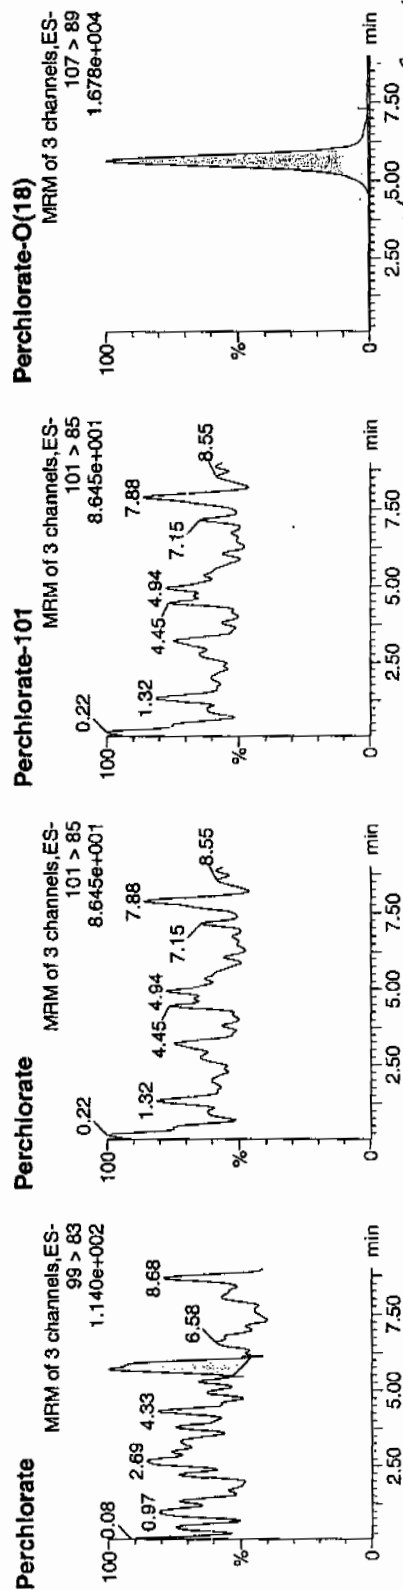 Perchlorate
MRM of 3 channels,ES-
99 > 83
1.140e+002
100
0.08
0.97
2.69
4.33
6.58
8.68
%
0
2.50
5.00
7.50
min
Perchlorate
MRM of 3 channels,ES-
101 > 85
8.645e+001
100
0.22
1.32
4.45
4.94
7.15
7.88
8.55
%
0
2.50
5.00
7.50
min
Perchlorate-101
MRM of 3 channels,ES-
101 > 85
8.645e+001
100
0.22
1.32
4.45
4.94
7.15
7.88
8.55
%
0
2.50
5.00
7.50
min
Perchlorate-O(18)
MRM of 3 channels,ES-
107 > 89
1.678e+004
100
%
0
2.50
5.00
7.50
min